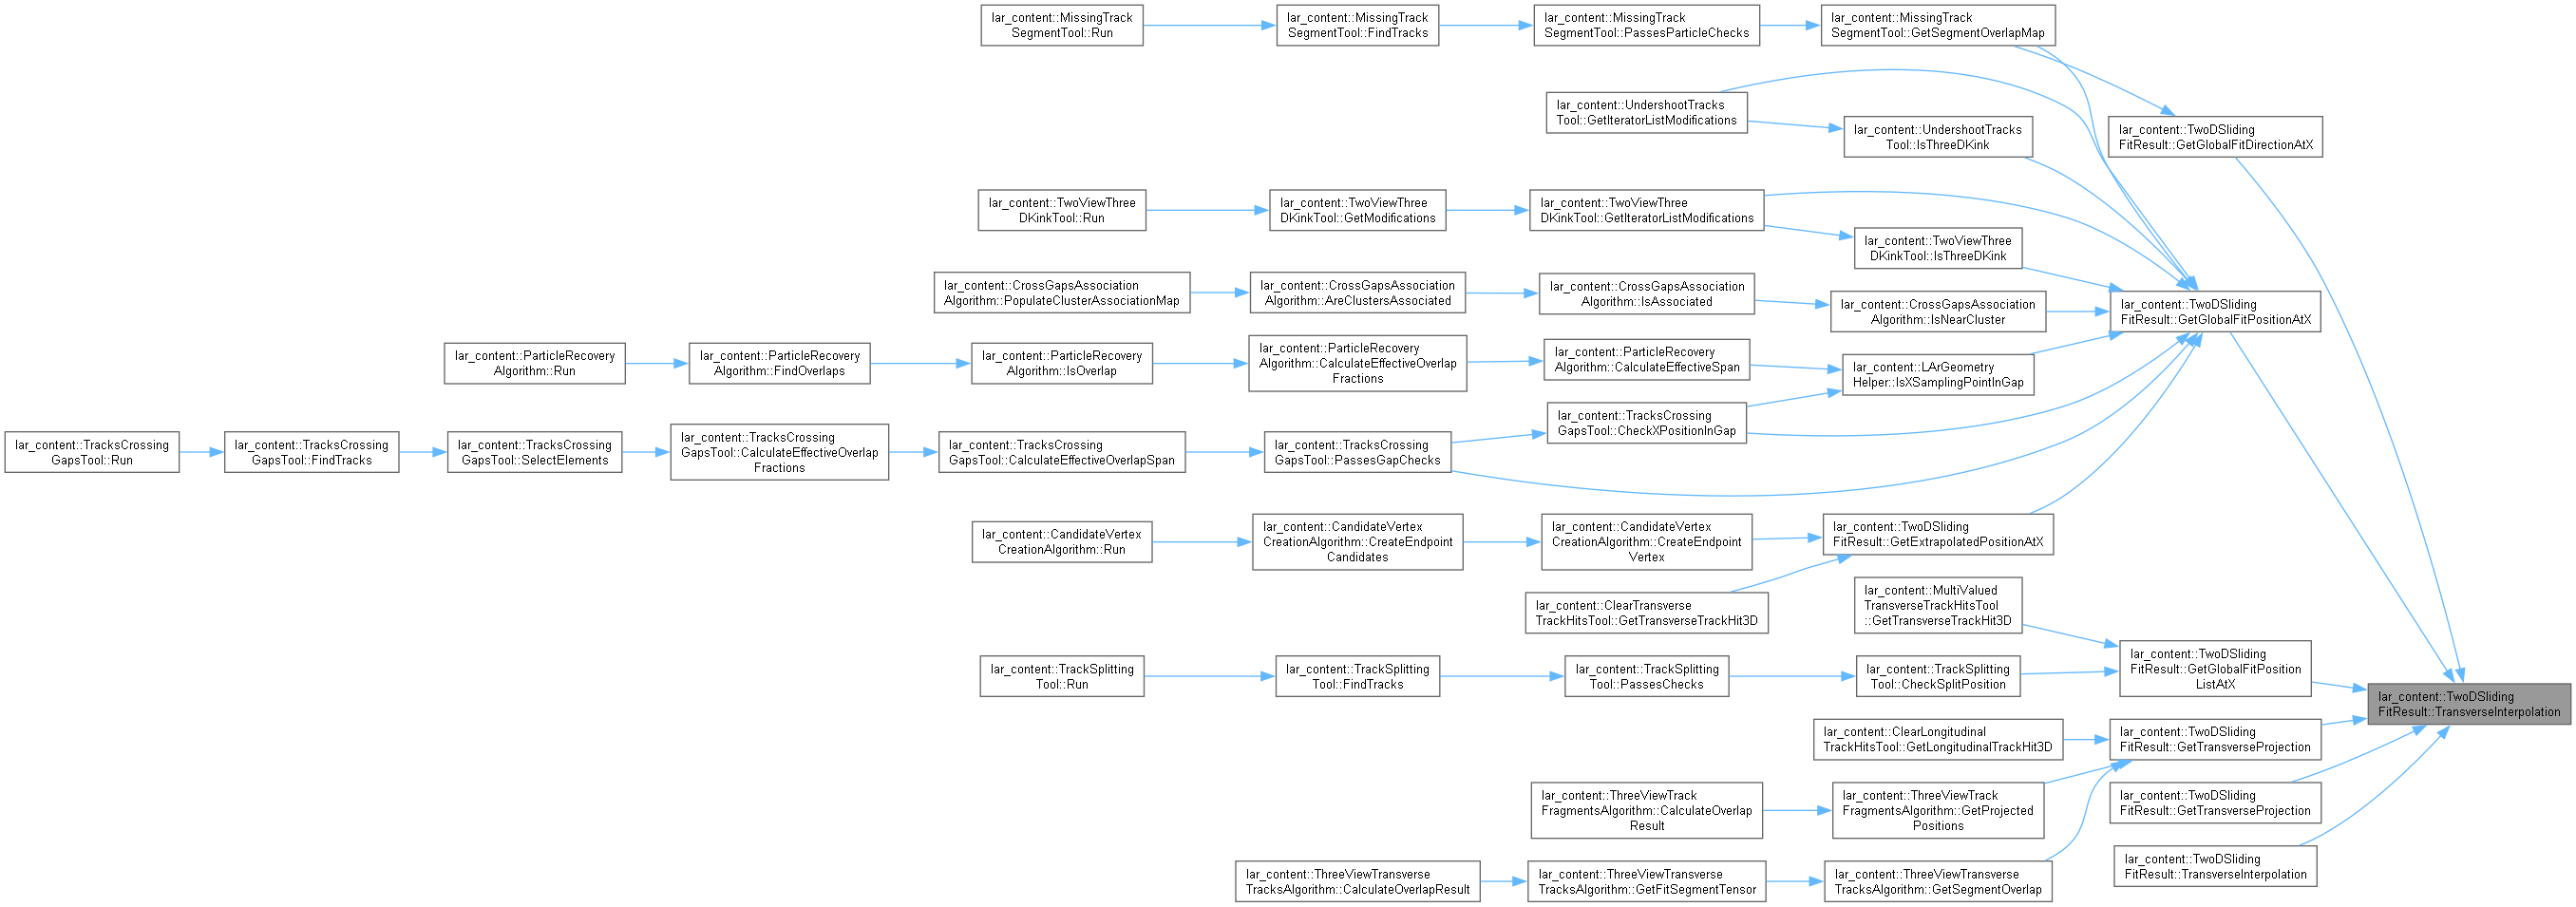 lar_content::MissingTrack
SegmentTool::Run
lar_content::MissingTrack
SegmentTool::FindTracks
lar_content::MissingTrack
SegmentTool::PassesParticleChecks
lar_content::MissingTrack
SegmentTool::GetSegmentOverlapMap
lar_content::UndershootTracks
Tool::GetIteratorListModifications
lar_content::UndershootTracks
Tool::IsThreeDKink
lar_content::TwoDSliding
FitResult::GetGlobalFitDirectionAtX
lar_content::TwoViewThree
DKinkTool::Run
lar_content::TwoViewThree
DKinkTool::GetModifications
lar_content::TwoViewThree
DKinkTool::GetIteratorListModifications
lar_content::TwoViewThree
DKinkTool::IsThreeDKink
lar_content::CrossGapsAssociation
Algorithm::PopulateClusterAssociationMap
lar_content::CrossGapsAssociation
Algorithm::AreClustersAssociated
lar_content::CrossGapsAssociation
Algorithm::IsAssociated
lar_content::CrossGapsAssociation
Algorithm::IsNearCluster
lar_content::TwoDSliding
FitResult::GetGlobalFitPositionAtX
lar_content::ParticleRecovery
Algorithm::Run
lar_content::ParticleRecovery
Algorithm::FindOverlaps
lar_content::ParticleRecovery
Algorithm::IsOverlap
lar_content::ParticleRecovery
Algorithm::CalculateEffectiveOverlap
Fractions
lar_content::ParticleRecovery
Algorithm::CalculateEffectiveSpan
lar_content::LArGeometry
Helper::IsXSamplingPointInGap
lar_content::TracksCrossing
GapsTool::Run
lar_content::TracksCrossing
GapsTool::FindTracks
lar_content::TracksCrossing
GapsTool::SelectElements
lar_content::TracksCrossing
GapsTool::CalculateEffectiveOverlap
Fractions
lar_content::TracksCrossing
GapsTool::CalculateEffectiveOverlapSpan
lar_content::TracksCrossing
GapsTool::PassesGapChecks
lar_content::TracksCrossing
GapsTool::CheckXPositionInGap
lar_content::CandidateVertex
CreationAlgorithm::Run
lar_content::CandidateVertex
CreationAlgorithm::CreateEndpoint
Candidates
lar_content::CandidateVertex
CreationAlgorithm::CreateEndpoint
Vertex
lar_content::TwoDSliding
FitResult::GetExtrapolatedPositionAtX
lar_content::ClearTransverse
TrackHitsTool::GetTransverseTrackHit3D
lar_content::MultiValued
TransverseTrackHitsTool
::GetTransverseTrackHit3D
lar_content::TrackSplitting
Tool::Run
lar_content::TrackSplitting
Tool::FindTracks
lar_content::TrackSplitting
Tool::PassesChecks
lar_content::TrackSplitting
Tool::CheckSplitPosition
lar_content::TwoDSliding
FitResult::GetGlobalFitPosition
ListAtX
lar_content::TwoDSliding
FitResult::TransverseInterpolation
lar_content::ClearLongitudinal
TrackHitsTool::GetLongitudinalTrackHit3D
lar_content::TwoDSliding
FitResult::GetTransverseProjection
lar_content::ThreeViewTrack
FragmentsAlgorithm::CalculateOverlap
Result
lar_content::ThreeViewTrack
FragmentsAlgorithm::GetProjected
Positions
lar_content::TwoDSliding
FitResult::GetTransverseProjection
lar_content::ThreeViewTransverse
TracksAlgorithm::CalculateOverlapResult
lar_content::ThreeViewTransverse
TracksAlgorithm::GetFitSegmentTensor
lar_content::ThreeViewTransverse
TracksAlgorithm::GetSegmentOverlap
lar_content::TwoDSliding
FitResult::TransverseInterpolation